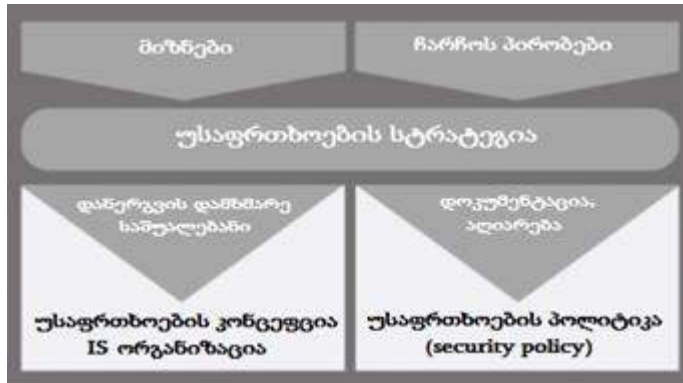 მიზნები
ჩარჩოს პირობები
უსაფრთხოების სტრატეგია
დანერგვის დამხმარე
საშუალებანი
დოკუმენტაცია,
აღიარება
უსაფრთხოების კონცეფცია
IS ორგანიზაცია
უსაფრთხოების პოლიტიკა
(security policy)